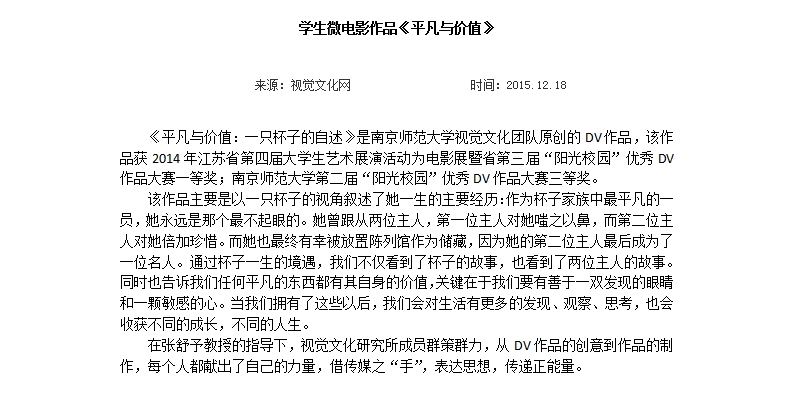 学生微电影作品《平凡与价值》
来源：视觉文化网 时间：2015.12.18
《平凡与价值：一只杯子的自述》是南京师范大学视觉文化团队原创的 DV 作品，该作
品获 2014 年江苏省第四届大学生艺术展演活动为电影展暨省第三届“阳光校园”优秀 DV
作品大赛一等奖；南京师范大学第二届“阳光校园”优秀 DV 作品大赛三等奖。
该作品主要是以一只杯子的视角叙述了她一生的主要经历：作为杯子家族中最平凡的一
员，她永远是那个最不起眼的。她曾跟从两位主人，第一位主人对她嗤之以鼻，而第二位主
人对她倍加珍惜。而她也最终有幸被放置陈列馆作为储藏，因为她的第二位主人最后成为了
一位名人。通过杯子一生的境遇，我们不仅看到了杯子的故事，也看到了两位主人的故事。
同时也告诉我们任何平凡的东西都有其自身的价值，关键在于我们要有善于一双发现的眼睛
和一颗敏感的心。当我们拥有了这些以后，我们会对生活有更多的发现、观察、思考，也会
收获不同的成长，不同的人生。
在张舒予教授的指导下，视觉文化研究所成员群策群力，从 DV 作品的创意到作品的制
作，每个人都献出了自己的力量，借传媒之“手”，表达思想，传递正能量。